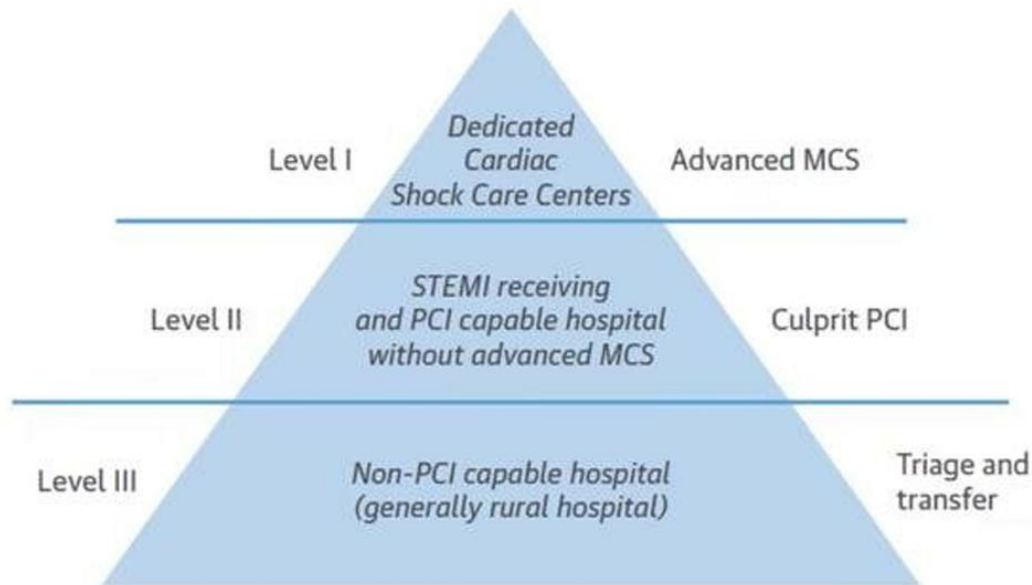 Dedicated
Cardiac
Shock Care Centers
Level I
Advanced MCS
STEMI receiving
and PCI capable hospital
without advanced MCS
Level II
Culprit PCI
Non-PCI capable hospital
(generally rural hospital)
Level III
Triage and
transfer